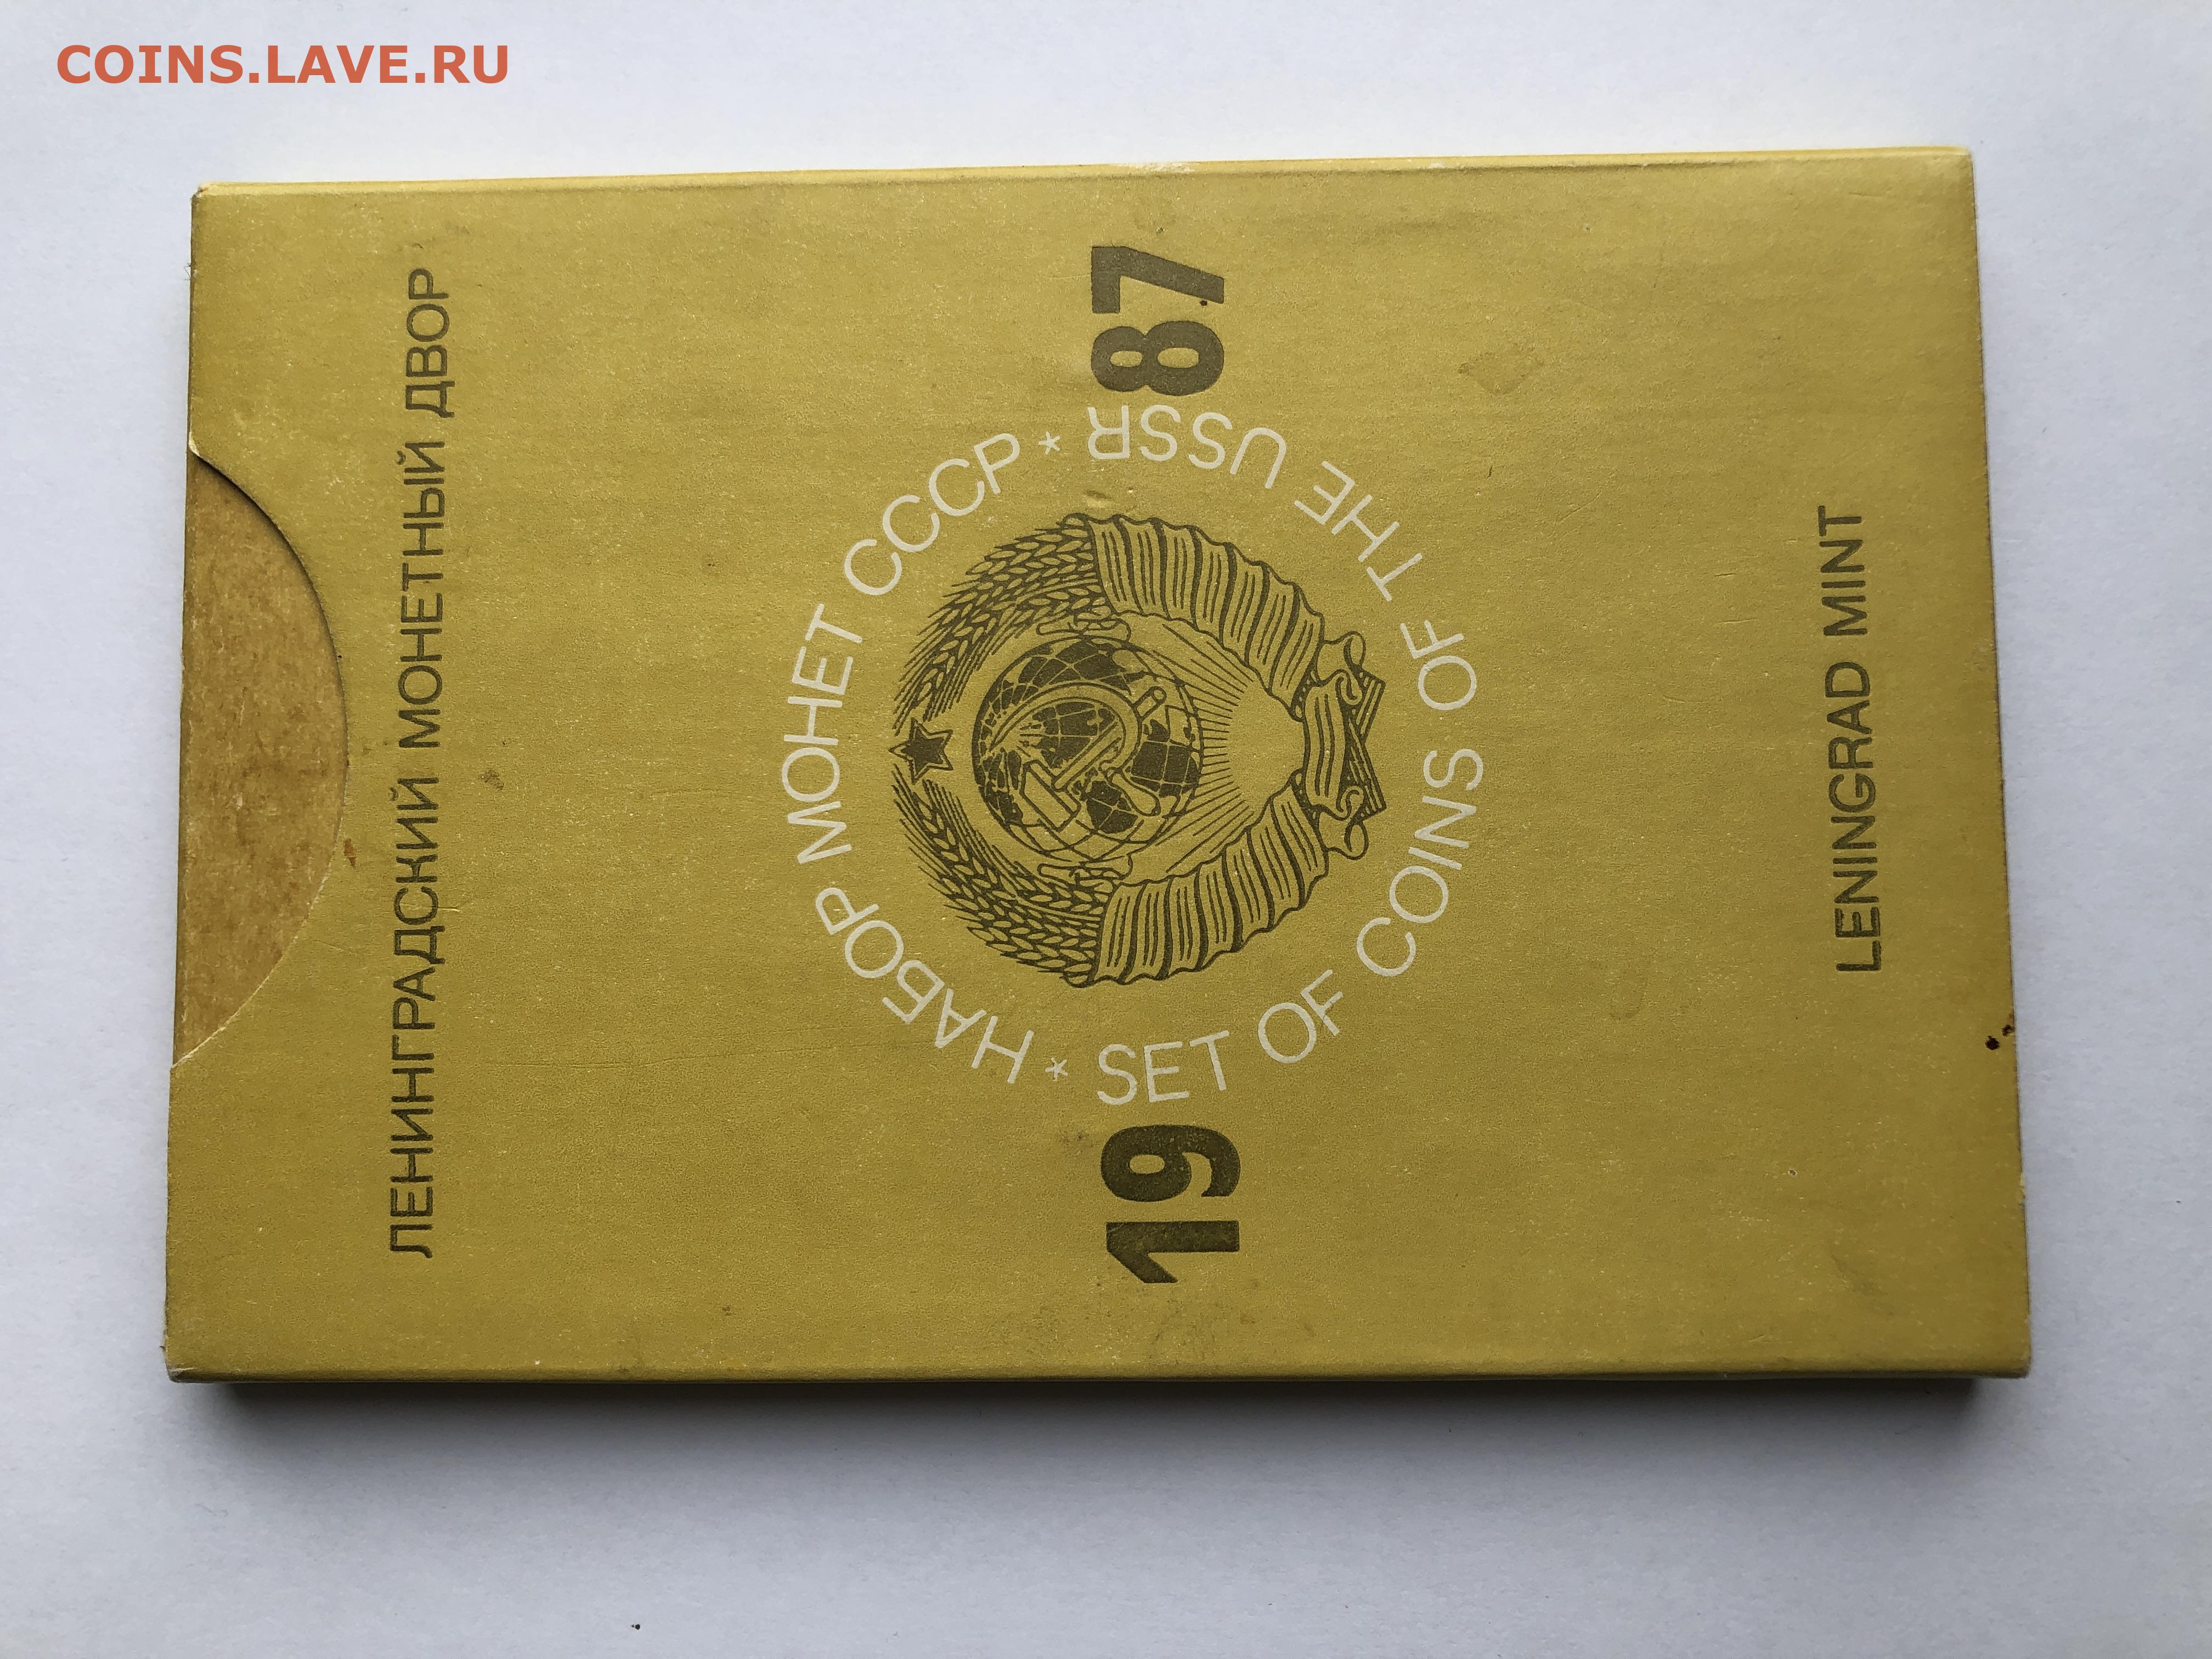 COINS.LAVE.RU
ЛЕНИНГРАДСКИЙ МОНЕТНЫЙ ДВОР
НАБОР МОНЕТ СССР
1987
* SET OF COINS OF THE USSR *
LENINGRAD MINT